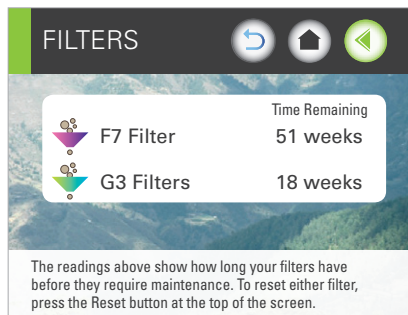 FILTERS
Time Remaining
F7 Filter 51 weeks
G3 Filters 18 weeks
The readings above show how long your filters have
before they require maintenance. To reset either filter,
press the Reset button at the top of the screen.